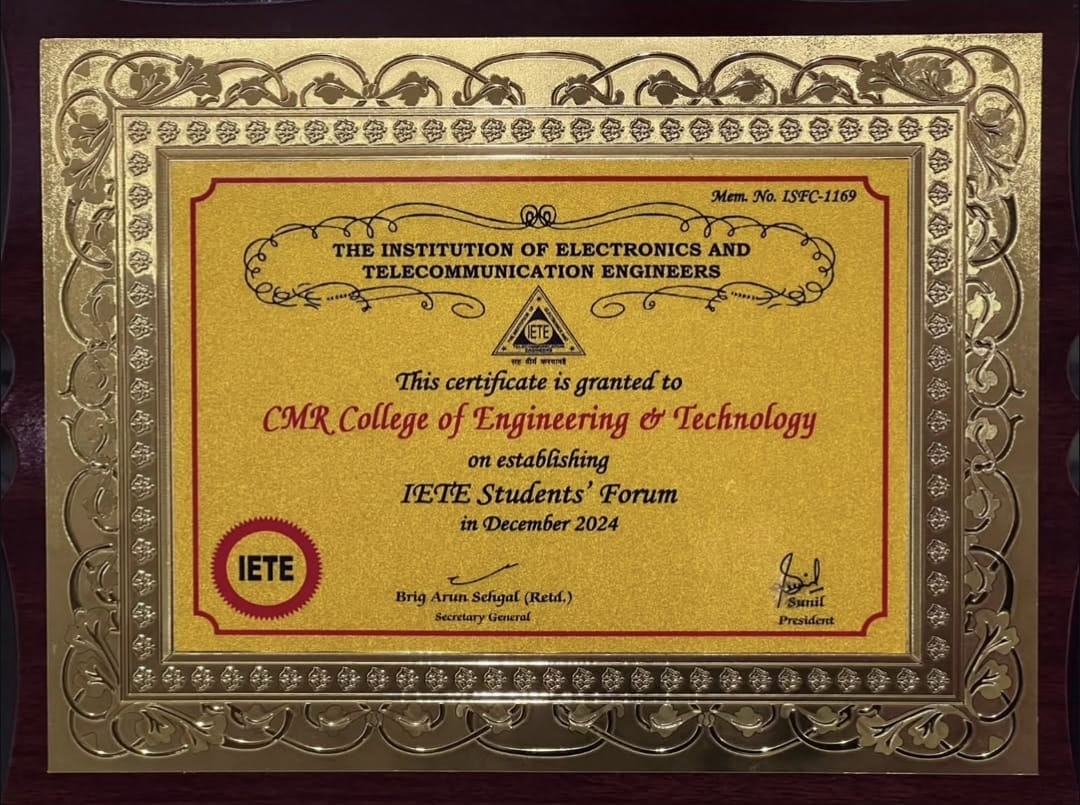 Mem. No. ISFC-1169
THE INSTITUTION OF ELECTRONICS AND
TELECOMMUNICATION ENGINEERS
IETE
This certificate is granted to
CMR College of Engineering & Technology
on establishing
IETE Students' Forum
in December 2024
IETE
Brig Arun Sehgal (Retd.)
Secretary General
Sunil
President